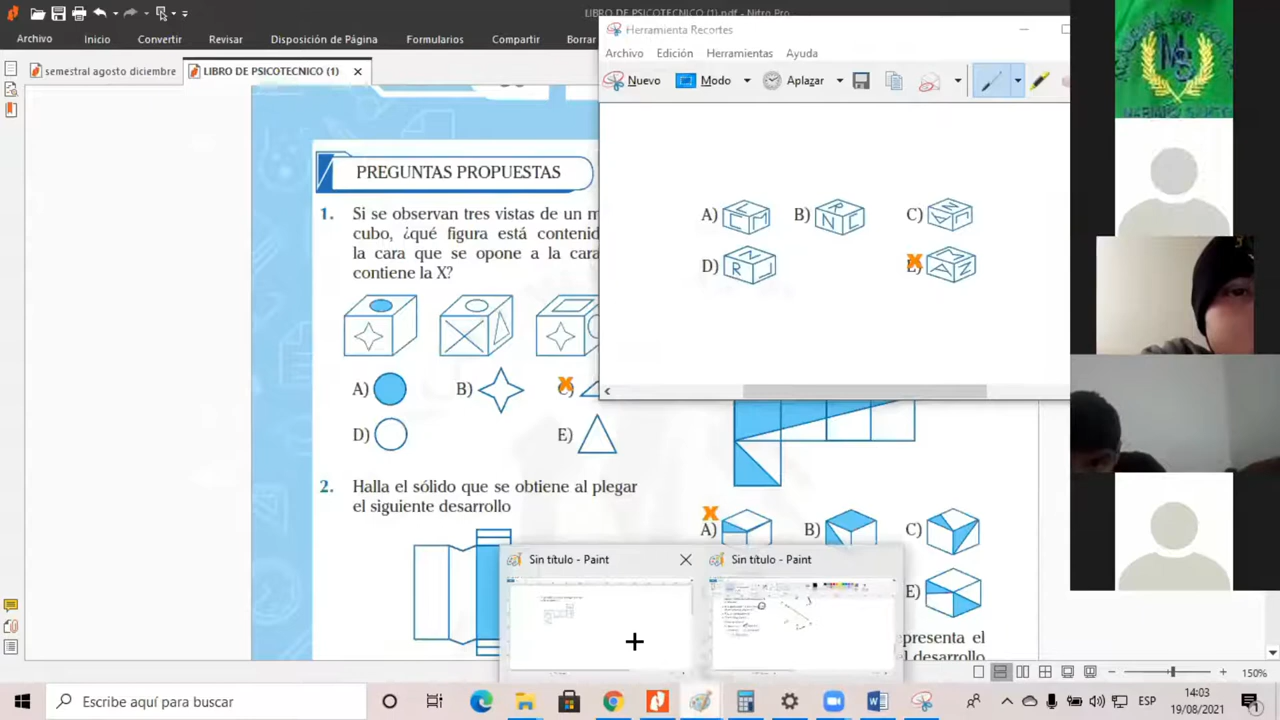 LIBRO DE PSICOTECNICO (1).pdf - Nitro Pro
Archivo
Inicio
Convertir
Revisar
Disposición de Página
Formularios
Compartir
Borrar
semestral agosto diciembre
LIBRO DE PSICOTECNICO (1)
Herramienta Recortes
Archivo Edición Herramientas Ayuda
Nuevo Modo Aplazar
A) B) C)
D)
PREGUNTAS PROPUESTAS
1. Si se observan tres vistas de un m
cubo, ¿qué figura está contenid
la cara que se opone a la cara
contiene la X?
A) B)
D) E)
2. Halla el sólido que se obtiene al plegar
el siguiente desarrollo
A) B) C)
E)
epresenta el
l desarrollo
Sin título - Paint
Sin título - Paint
150%
Escribe aquí para buscar
ESP
14:03
19/08/2021